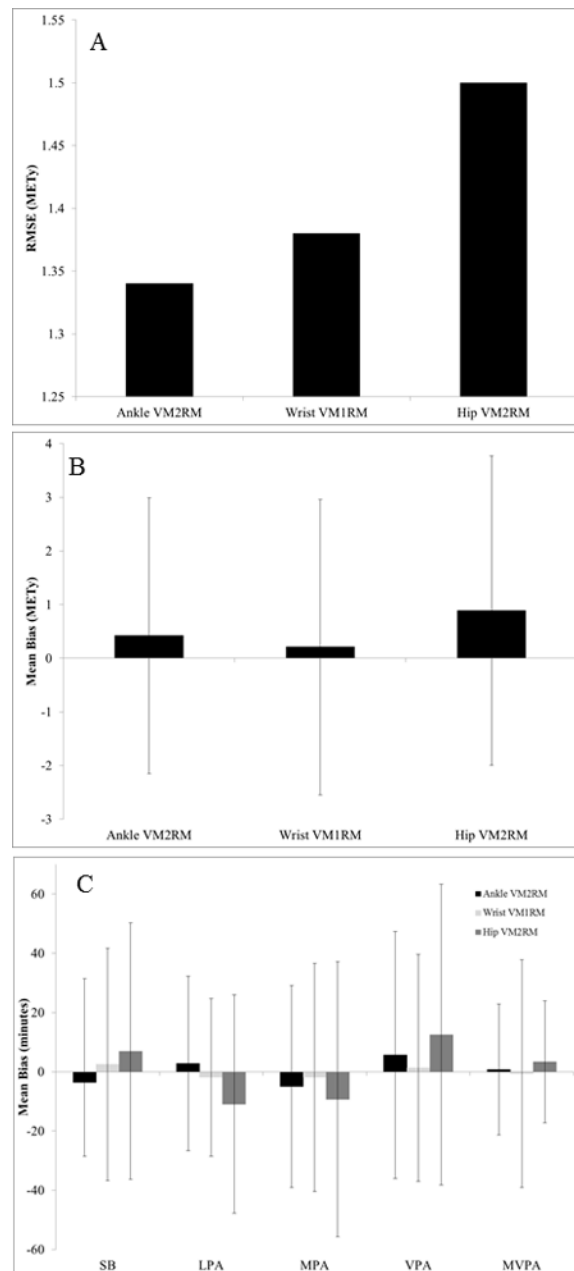 A
1.55
1.5
1.45
1.4
1.35
1.3
1.25
RMSE (METy)
Ankle VM2RM Wrist VM1RM Hip VM2RM
B
4
3
2
1
0
-1
-2
-3
Mean Bias (METy)
Ankle VM2RM Wrist VM1RM Hip VM2RM
C
60
40
20
0
-20
-40
-60
Mean Bias (minutes)
Ankle VM2RM
Wrist VM1RM
Hip VM2RM
SB LPA MPA VPA MVPA